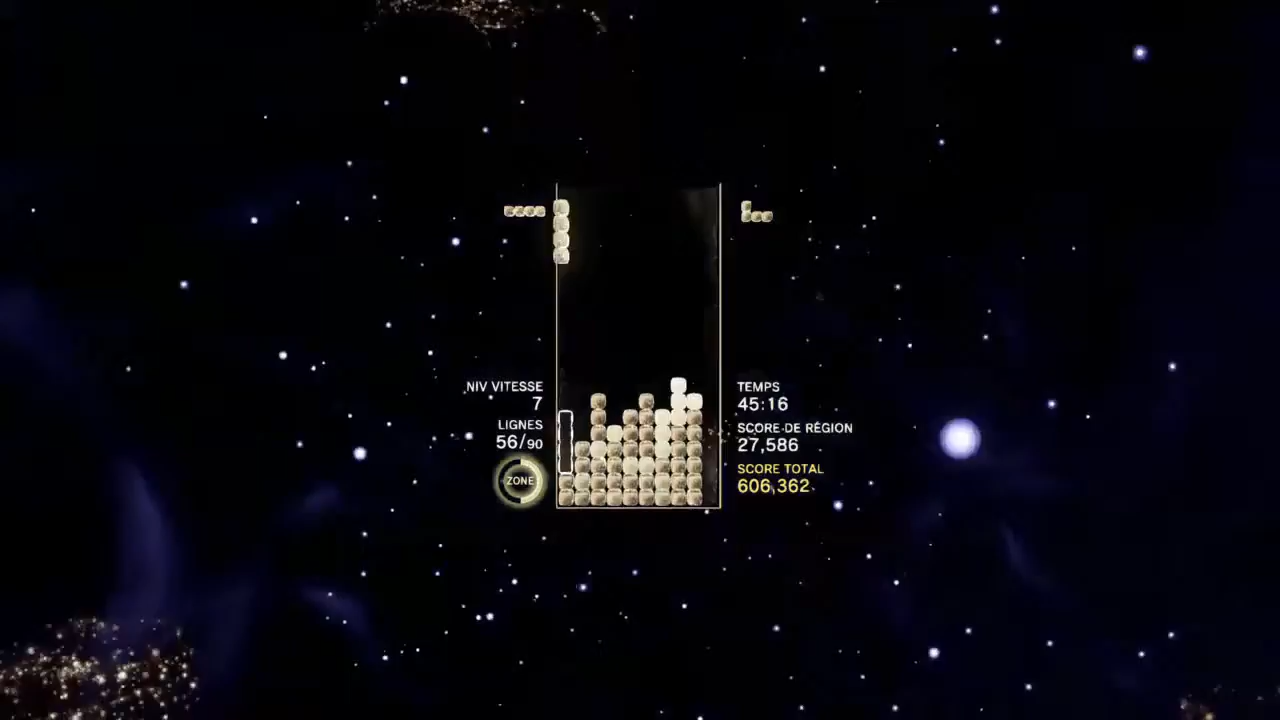 NIV VITESSE
7
LIGNES
56/90
ZONE
TEMPS
45:16
SCORE DE RÉGION
27,586
SCORE TOTAL
606,362